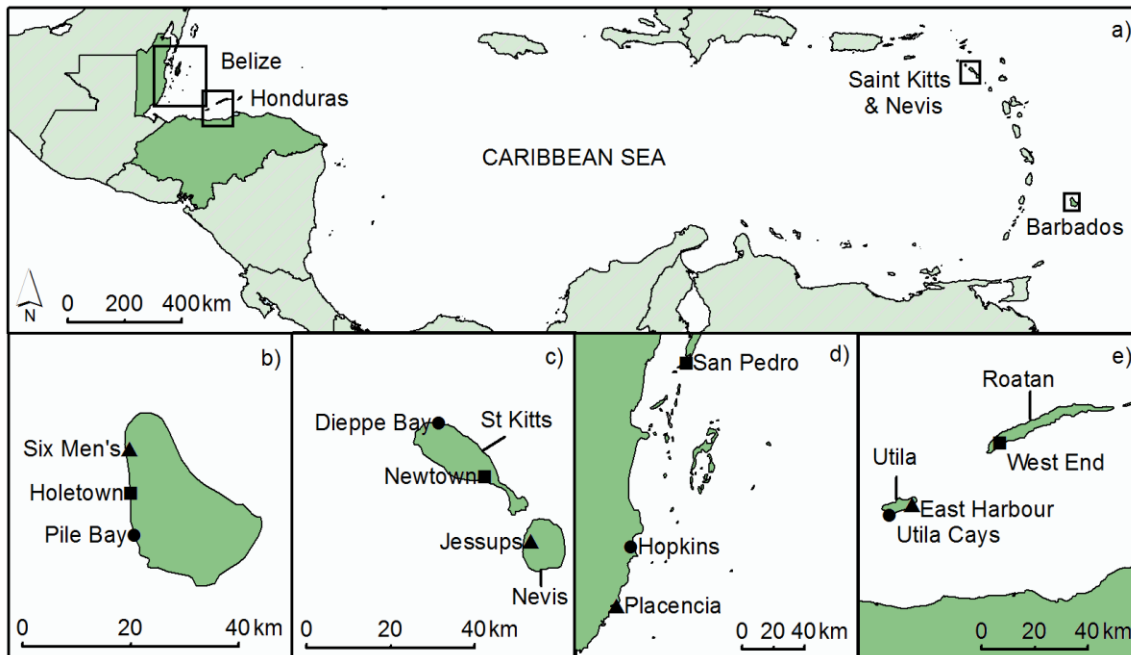 a)
Belize
Honduras
Saint Kitts
& Nevis
CARIBBEAN SEA
Barbados
N
0 200 400 km
b)
Six Men's
Holetown
Pile Bay
0 20 40 km
c)
Dieppe Bay
St Kitts
Newtown
Jessups
Nevis
0 20 40 km
d)
San Pedro
Hopkins
Placencia
0 20 40 km
e)
Roatan
West End
Utila
East Harbour
Utila Cays
0 20 40 km